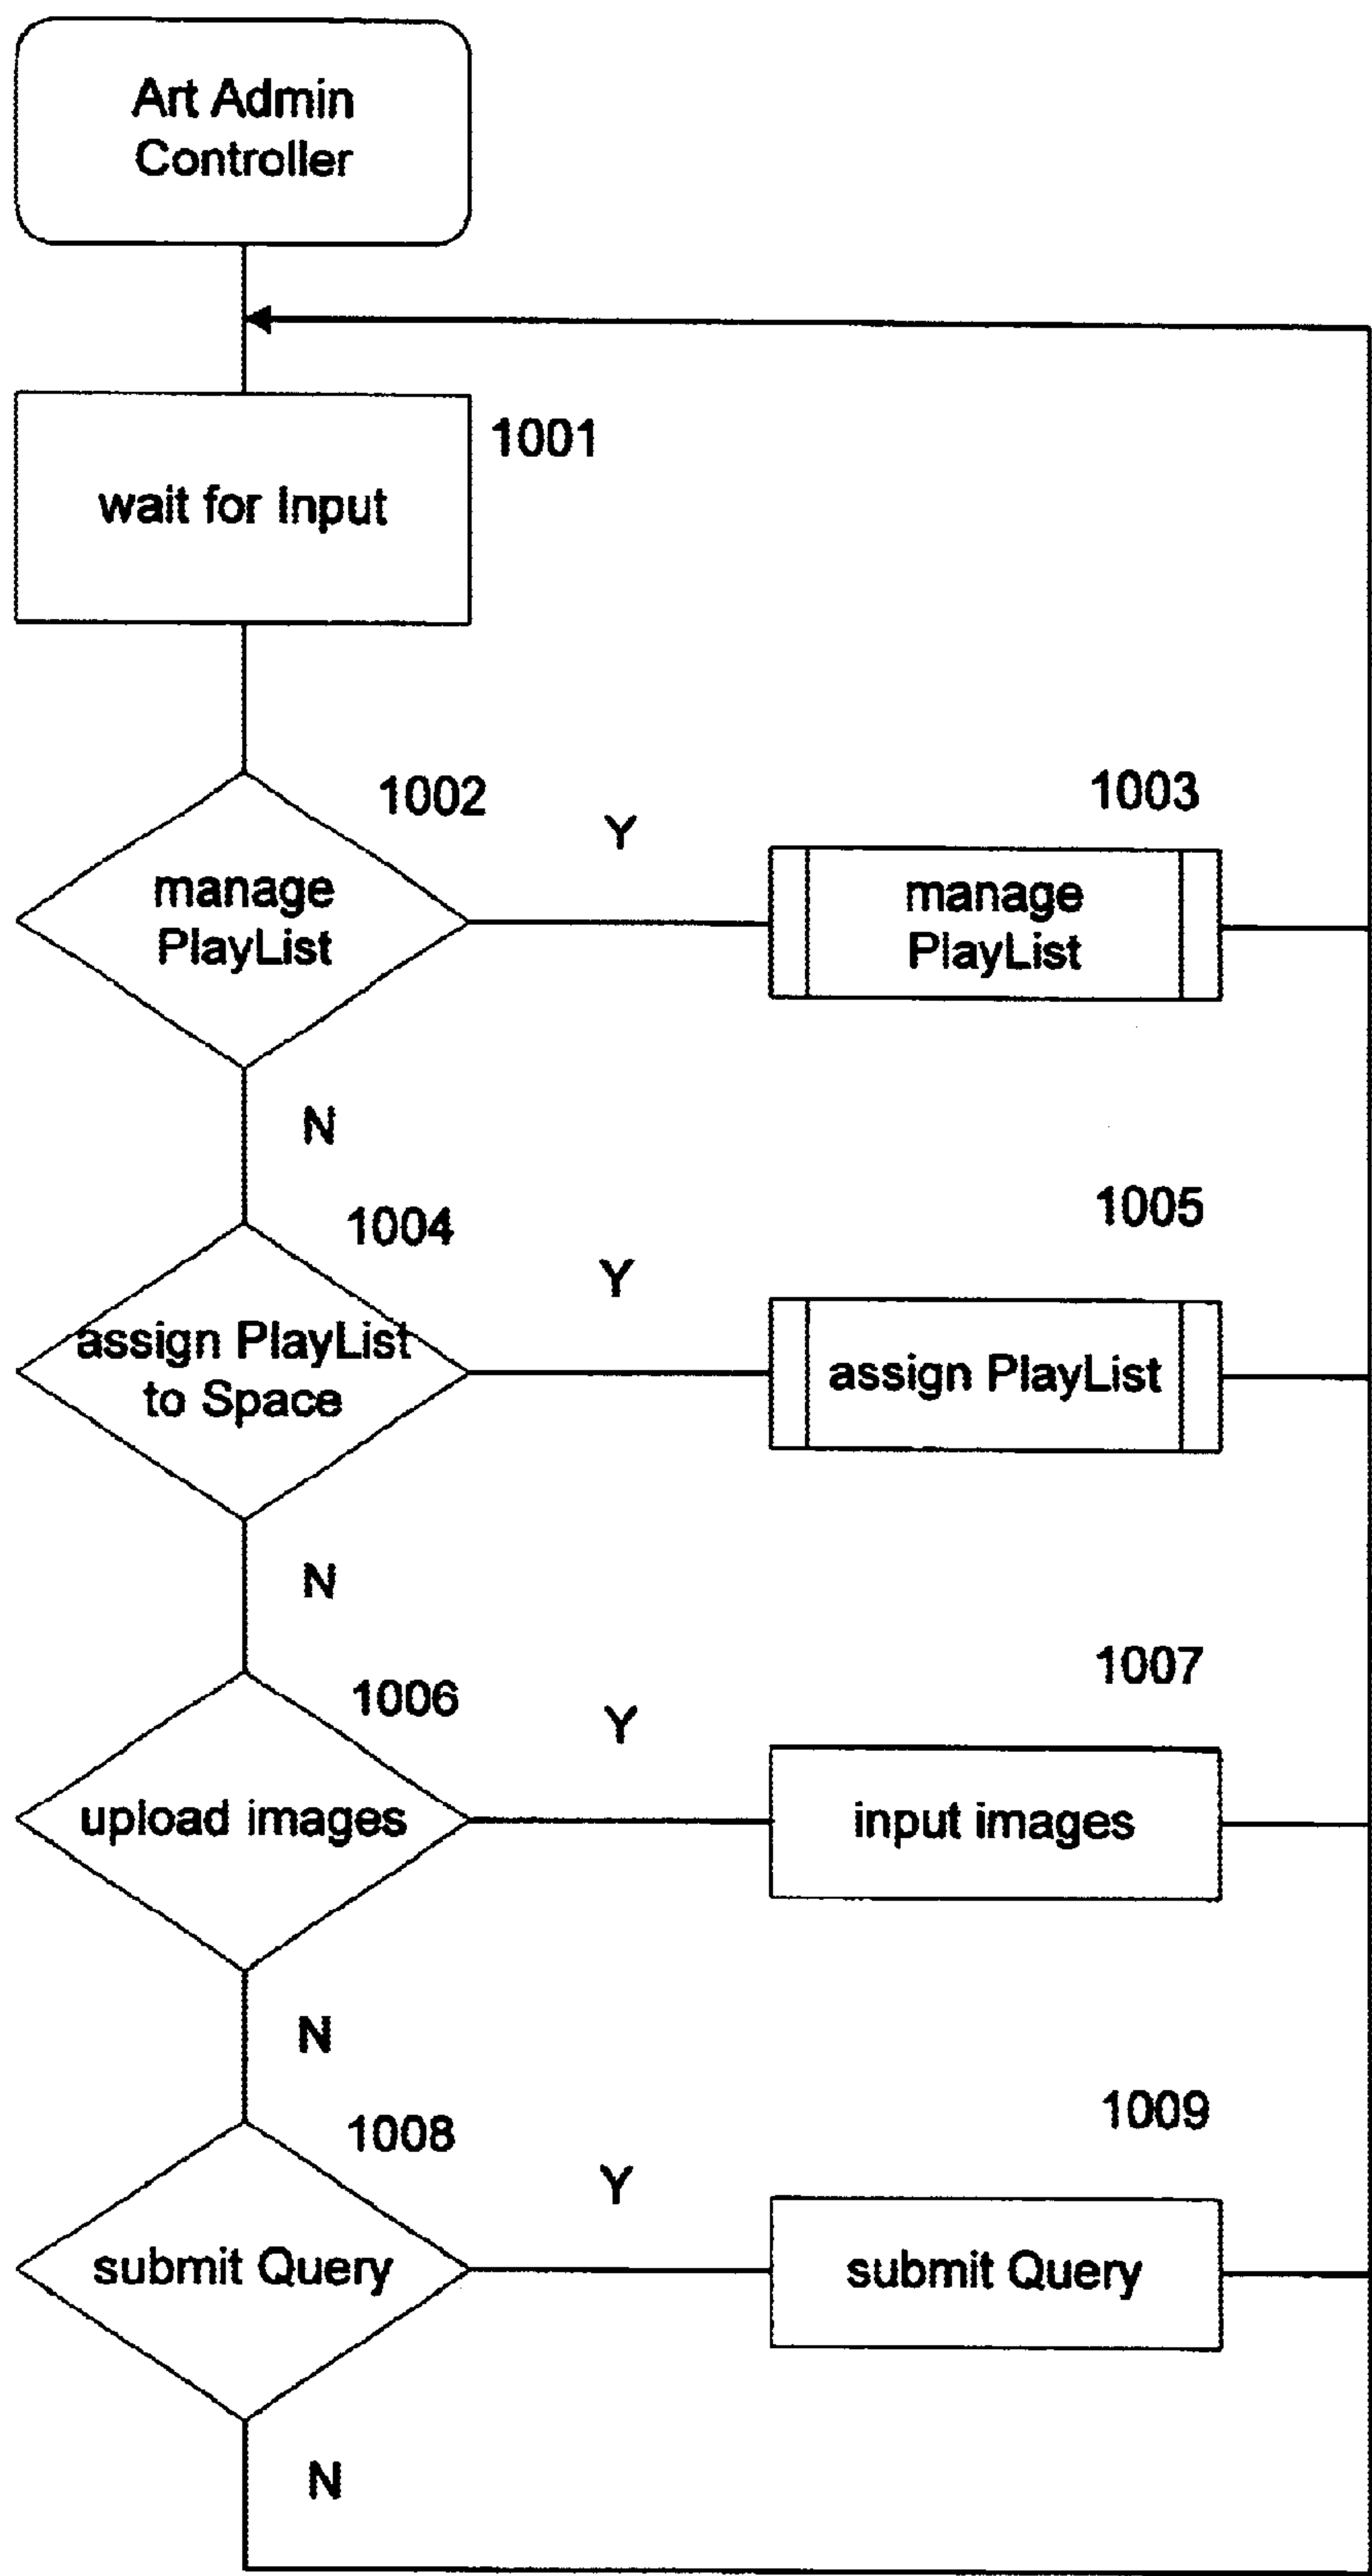 Art Admin
Controller
1001
wait for Input
1002
Y
1003
manage
PlayList
manage
PlayList
N
1004
Y
1005
assign PlayList
to Space
assign PlayList
N
1006
Y
1007
upload images
input images
N
1008
Y
1009
submit Query
submit Query
N